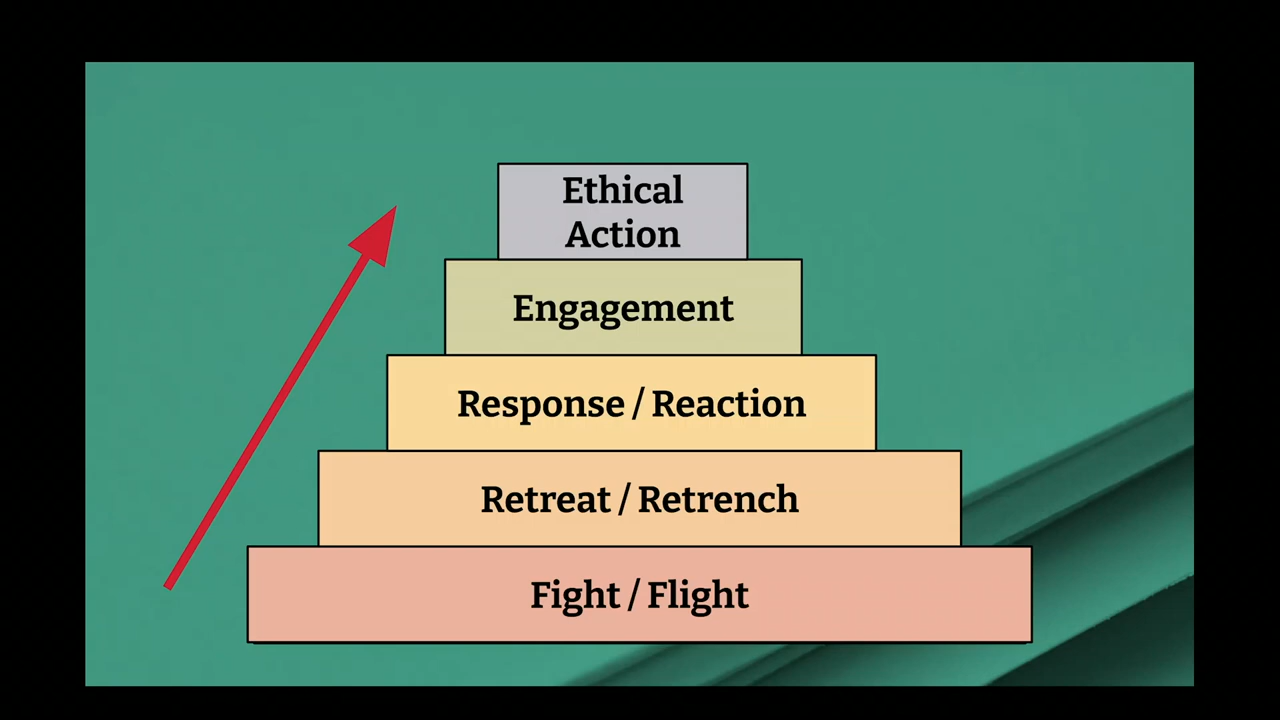 Ethical
Action
Engagement
Response / Reaction
Retreat / Retrench
Fight / Flight